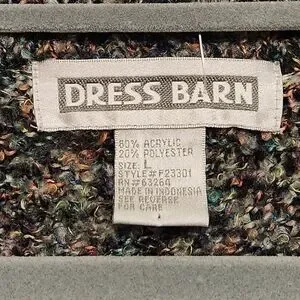 DRESS BARN
80% ACRYLIC
20% POLYESTER
SIZE: L
STYLE# F23301
RN# 63264
MADE IN INDONESIA
SEE REVERSE
FOR CARE